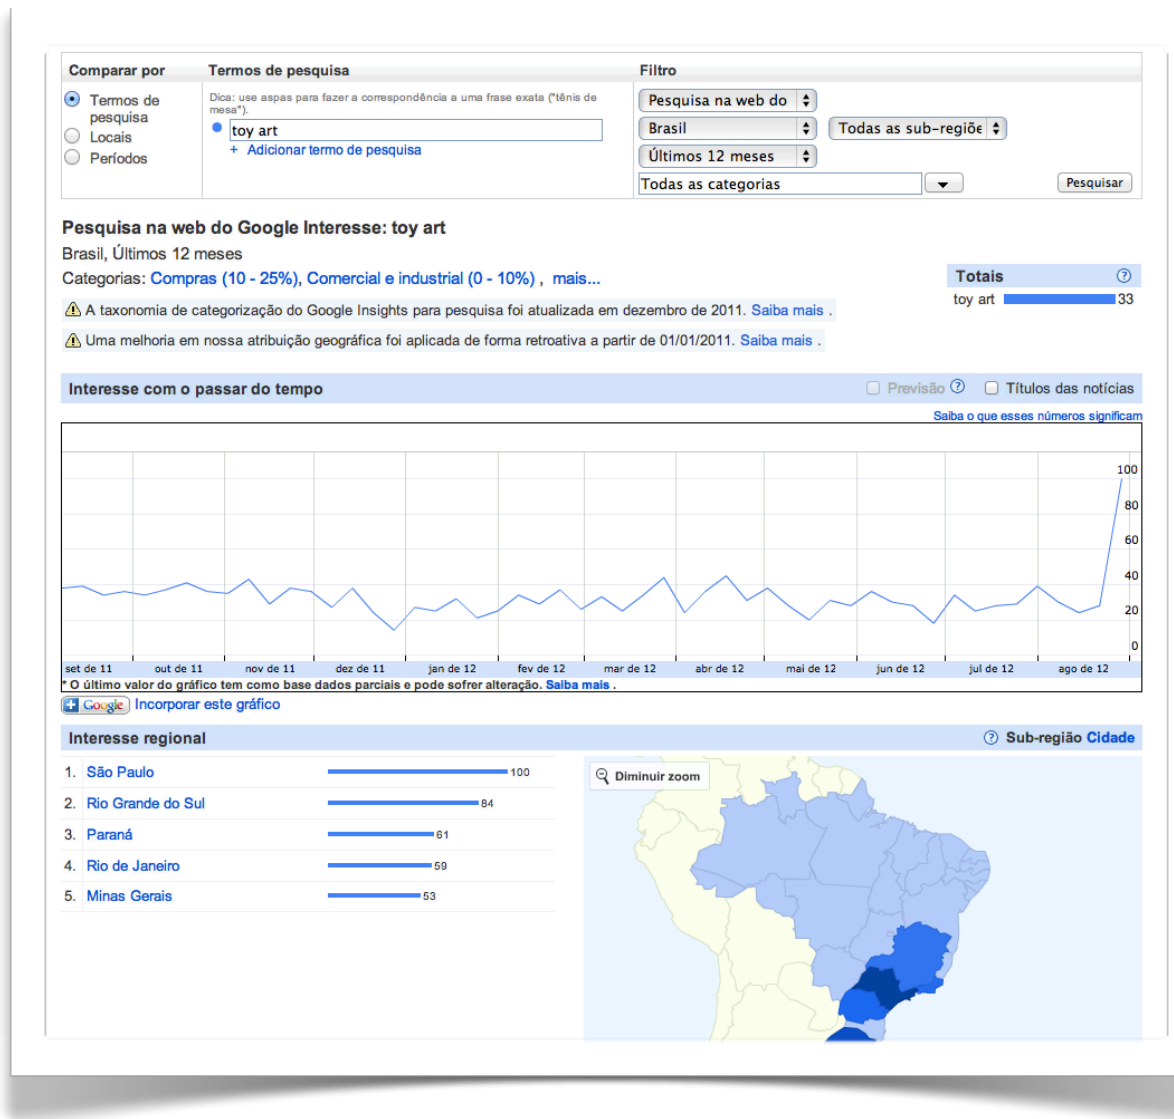 Comparar por
Termos de pesquisa
Filtro
Termos de
pesquisa
Locais
Períodos
Dica: use aspas para fazer a correspondência a uma frase exata ("tênis de
mesa").
toy art
+ Adicionar termo de pesquisa
Pesquisa na web do
Brasil
Todas as sub-regiõe
Últimos 12 meses
Todas as categorias
Pesquisar
Pesquisa na web do Google Interesse: toy art
Brasil, Últimos 12 meses
Categorias: Compras (10 - 25%), Comercial e industrial (0 - 10%) , mais...
Totais ?
toy art 33
A taxonomia de categorização do Google Insights para pesquisa foi atualizada em dezembro de 2011. Saiba mais .
Uma melhoria em nossa atribuição geográfica foi aplicada de forma retroativa a partir de 01/01/2011. Saiba mais .
Interesse com o passar do tempo
Previsão ? Títulos das notícias
Saiba o que esses números significam
100
80
60
40
20
0
set de 11 out de 11 nov de 11 dez de 11 jan de 12 fev de 12 mar de 12 abr de 12 mai de 12 jun de 12 jul de 12 ago de 12
* O último valor do gráfico tem como base dados parciais e pode sofrer alteração. Saiba mais .
+ Google Incorporar este gráfico
Interesse regional
? Sub-região Cidade
1. São Paulo 100
2. Rio Grande do Sul 84
3. Paraná 61
4. Rio de Janeiro 59
5. Minas Gerais 53
Diminuir zoom